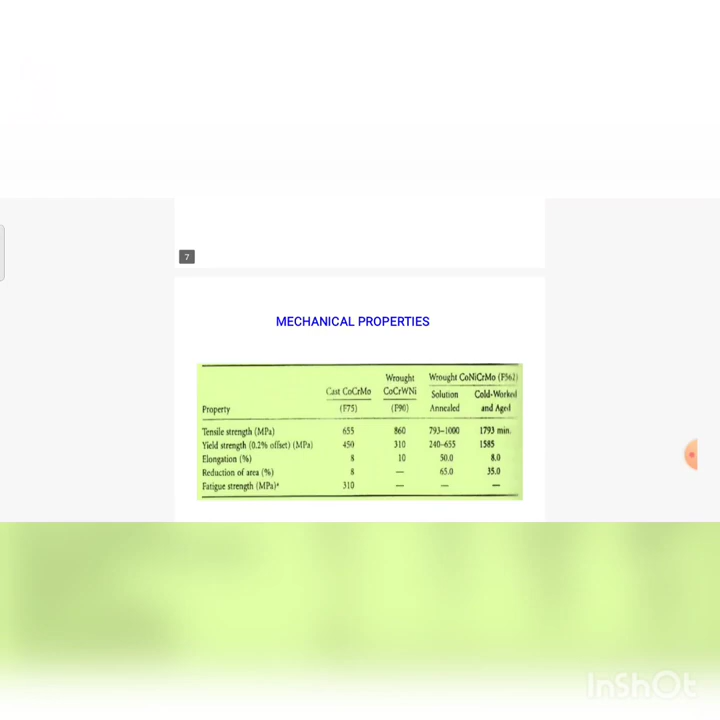 7
MECHANICAL PROPERTIES
Wrought Wrought CoNiCrMo (F562)
Cast CoCrMo CoCrWNi Solution Cold-Worked
Property (F75) (F90) Annealed and Aged
Tensile strength (MPa) 655 860 793–1000 1793 min.
Yield strength (0.2% offset) (MPa) 450 310 240–655 1585
Elongation (%) 8 10 50.0 8.0
Reduction of area (%) 8 — 65.0 35.0
Fatigue strength (MPa)ᵃ 310 — — —
InShOt